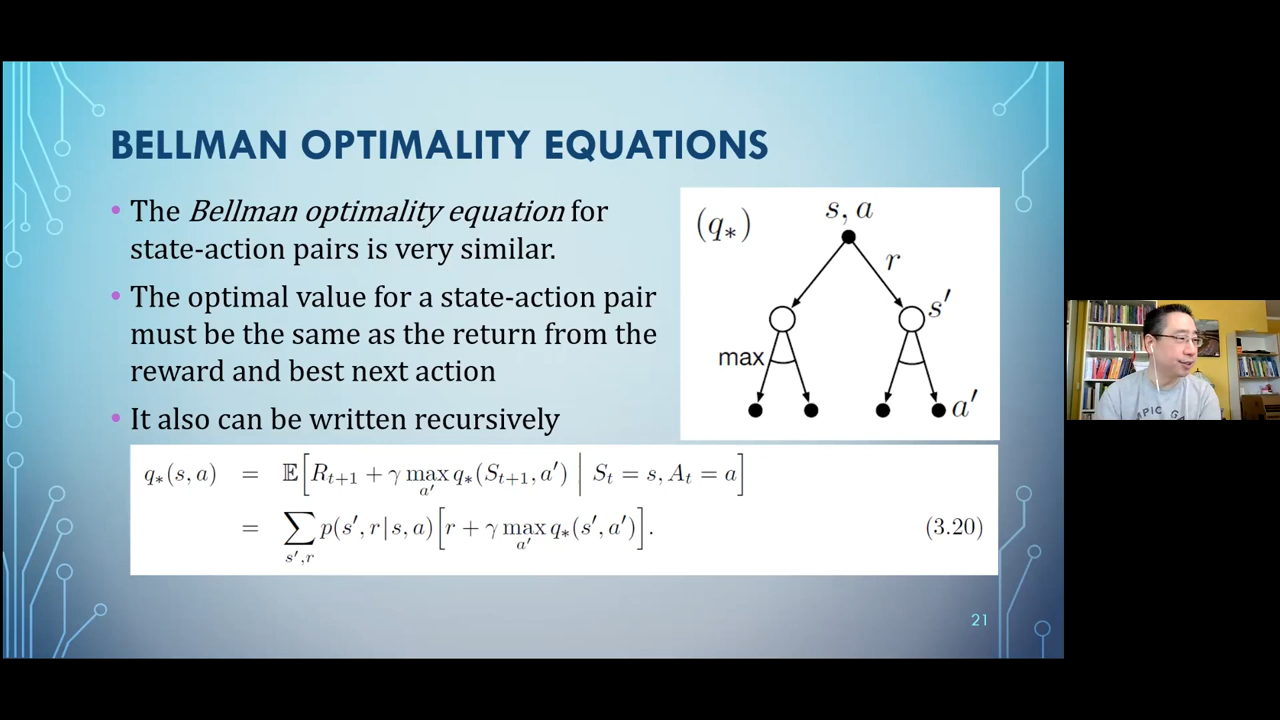 BELLMAN OPTIMALITY EQUATIONS
• The Bellman optimality equation for
state-action pairs is very similar.
• The optimal value for a state-action pair
must be the same as the return from the
reward and best next action
• It also can be written recursively
(q∗)
s, a
r
s′
max
a′
q∗(s, a) = 𝔼[R_{t+1} + γ max_{a′} q∗(S_{t+1}, a′) | S_t = s, A_t = a]
= ∑_{s′,r} p(s′, r | s, a)[r + γ max_{a′} q∗(s′, a′)]. (3.20)
21